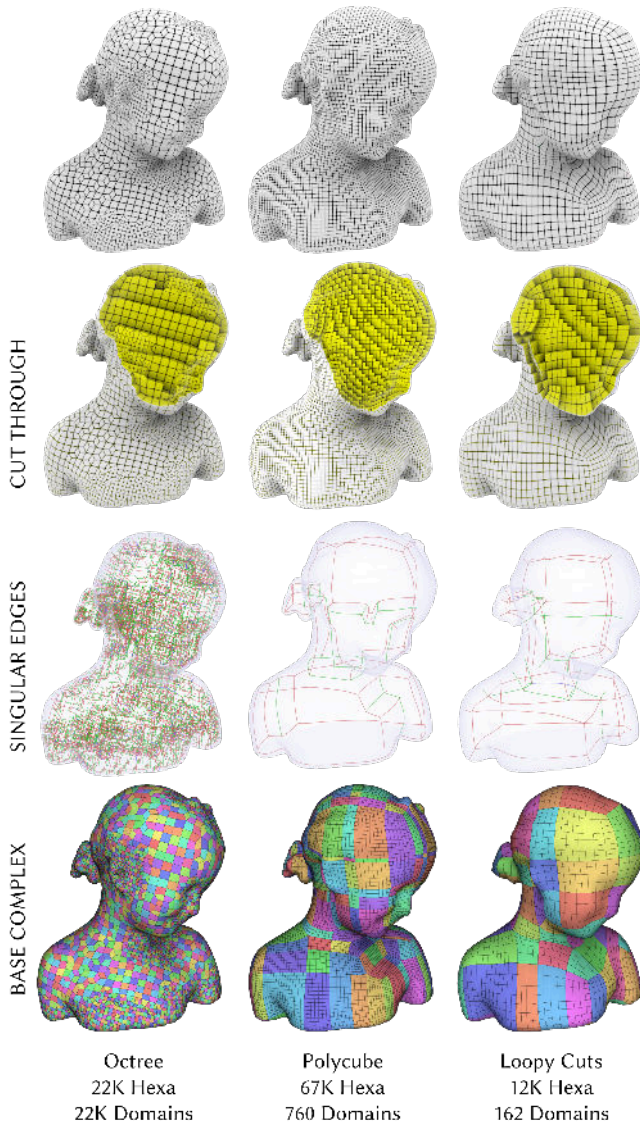 CUT THROUGH
SINGULAR EDGES
BASE COMPLEX
Octree
22K Hexa
22K Domains
Polycube
67K Hexa
760 Domains
Loopy Cuts
12K Hexa
162 Domains